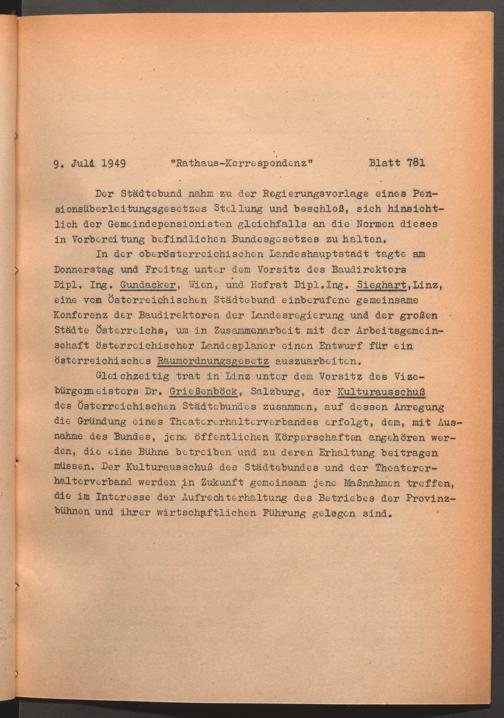 9. Juli 1949 "Rathaus-Korrespondenz" Blatt 781
Der Städtebund nahm zu der Regierungsvorlage eines Pen-
sionsüberleitungsgesetzes Stellung und beschloß, sich hinsicht-
lich der Gemeindepensionisten gleichfalls an die Normen dieses
in Vorbereitung befindlichen Bundesgesetzes zu halten.
In der oberösterreichischen Landeshauptstadt tagte am
Donnerstag und Freitag unter dem Vorsitz des Baudirektors
Dipl. Ing. Gundacker, Wien, und Hofrat Dipl.Ing. Sieghart,Linz,
eine vom Österreichischen Städtebund einberufene gemeinsame
Konferenz der Baudirektoren der Landesregierung und der großen
Städte Österreichs, um in Zusammenarbeit mit der Arbeitsgemein-
schaft österreichischer Landesplaner einen Entwurf für ein
österreichisches Raumordnungsgesetz auszuarbeiten.
Gleichzeitig trat in Linz unter dem Vorsitz des Vize-
bürgermeisters Dr. Grießenböck, Salzburg, der Kulturausschuß
des Österreichischen Städtebundes zusammen, auf dessen Anregung
die Gründung eines Theatererhalterverbandes erfolgt, dem, mit Aus-
nahme des Bundes, jene öffentlichen Körperschaften angehören wer-
den, die eine Bühne betreiben und zu deren Erhaltung beitragen
müssen. Der Kulturausschuß des Städtebundes und der Theaterer-
halterverband werden in Zukunft gemeinsam jene Maßnahmen treffen,
die im Interesse der Aufrechterhaltung des Betriebes der Provinz-
bühnen und ihrer wirtschaftlichen Führung gelegen sind.